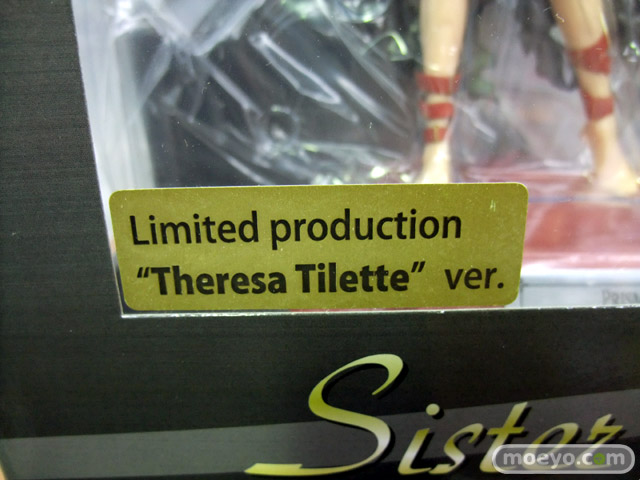 Limited production
“Theresa Tilette” ver.
Sister
moeyo.com